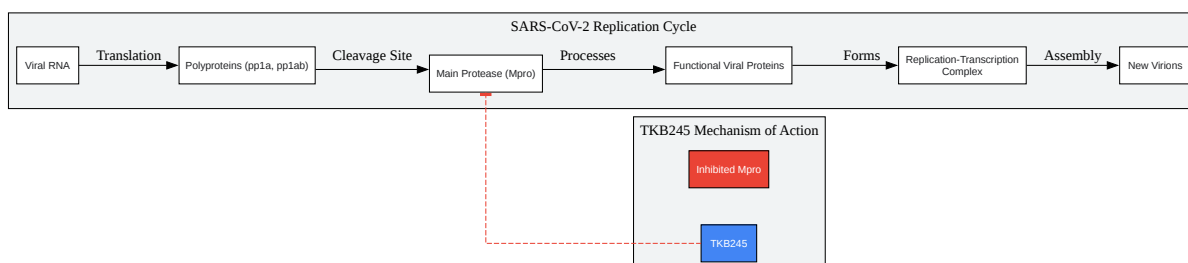 SARS-CoV-2 Replication Cycle
Viral RNA
Translation
Polyproteins (pp1a, pp1ab)
Cleavage Site
Main Protease (Mpro)
Processes
Functional Viral Proteins
Forms
Replication-Transcription
Complex
Assembly
New Virions
TKB245 Mechanism of Action
Inhibited Mpro
TKB245